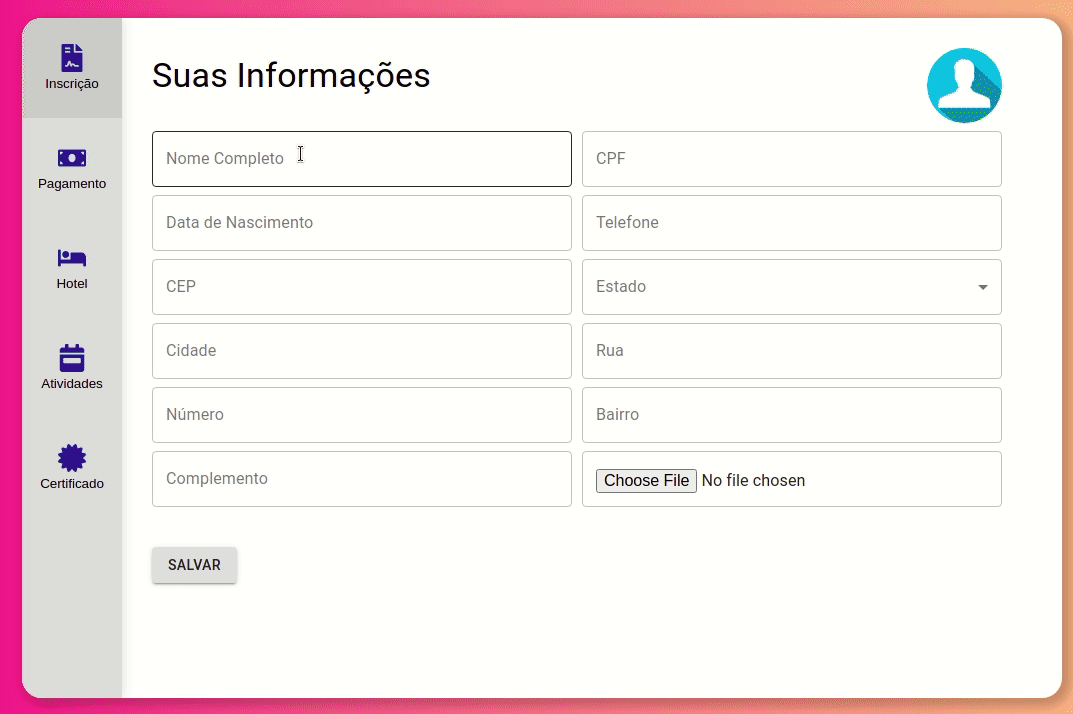 Inscrição
Pagamento
Hotel
Atividades
Certificado
Suas Informações
Nome Completo
CPF
Data de Nascimento
Telefone
CEP
Estado
Cidade
Rua
Número
Bairro
Complemento
Choose File No file chosen
SALVAR